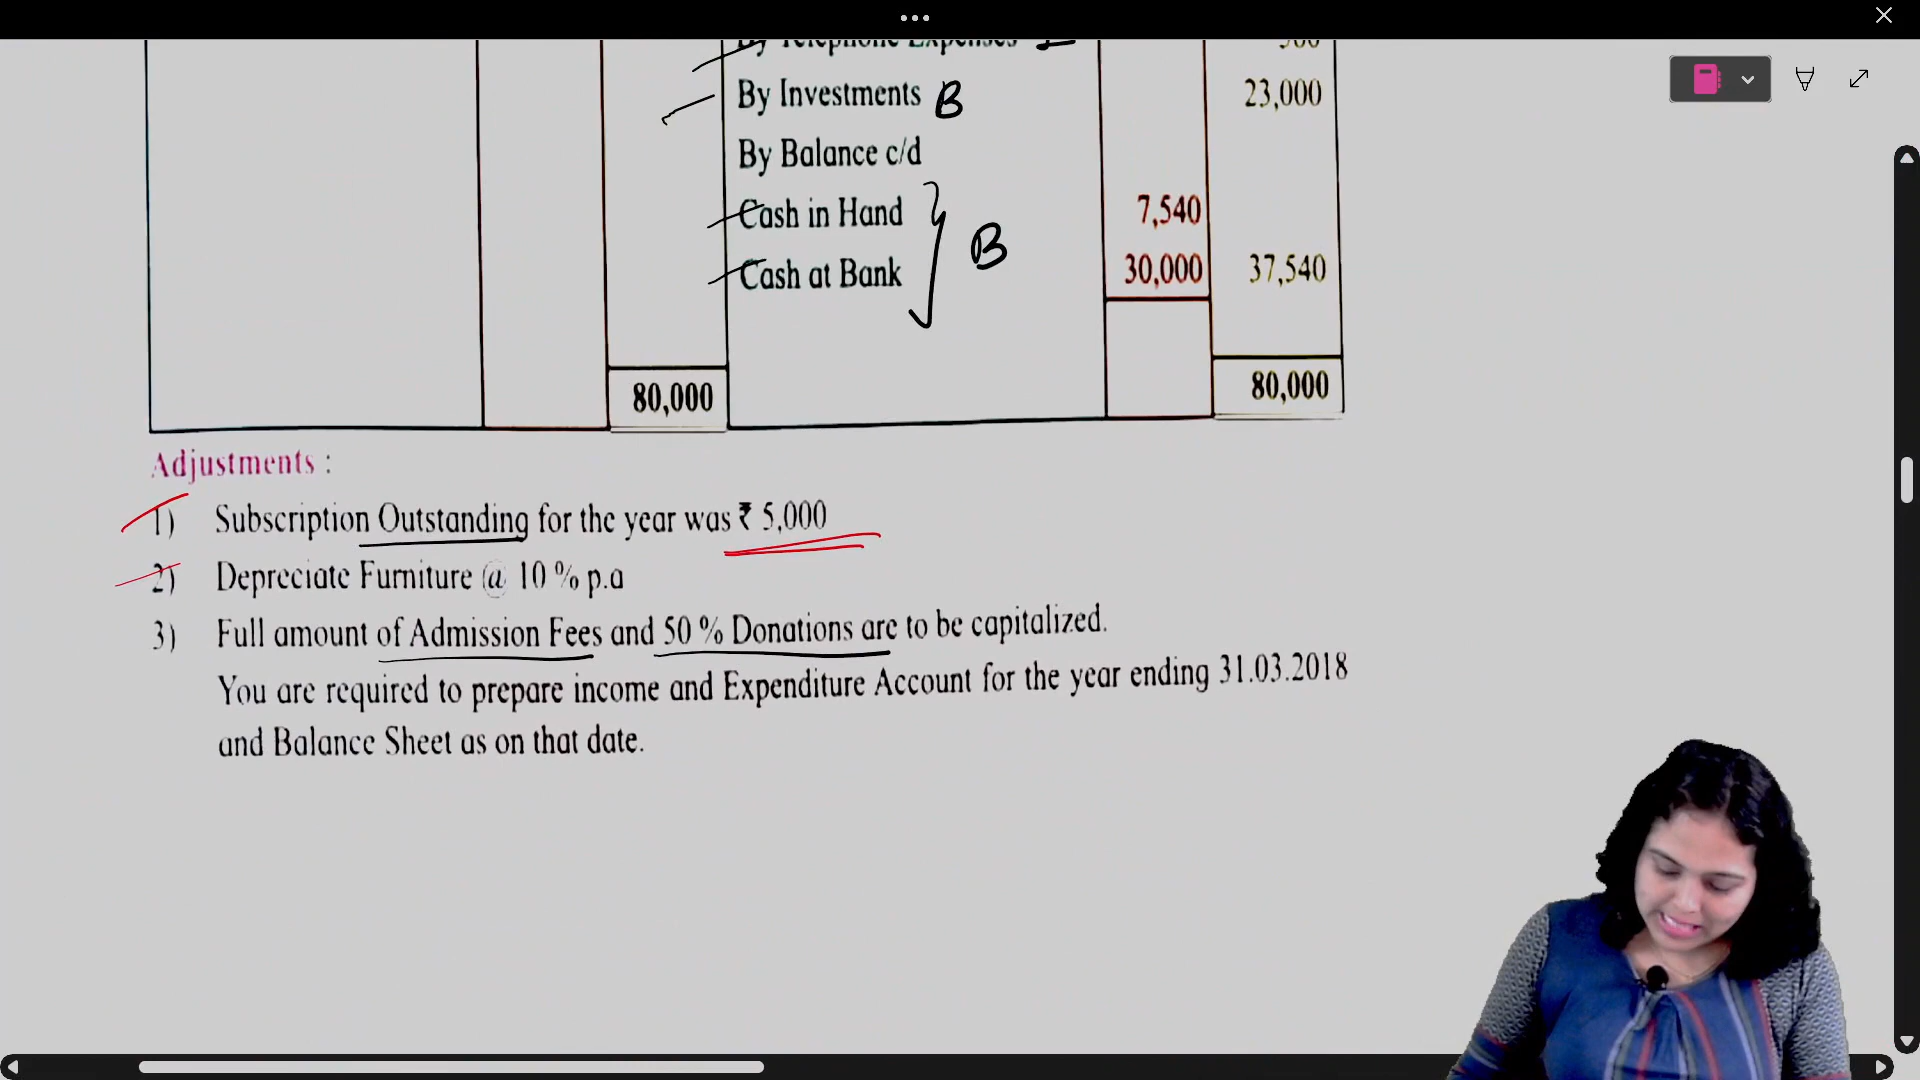 By Telephone Expenses
By Investments B 23,000
By Balance c/d
Cash in Hand 7,540
B
Cash at Bank 30,000 37,540
80,000 80,000
Adjustments :
1) Subscription Outstanding for the year was ₹ 5,000
2) Depreciate Furniture @ 10 % p.a
3) Full amount of Admission Fees and 50 % Donations are to be capitalized.
You are required to prepare income and Expenditure Account for the year ending 31.03.2018
and Balance Sheet as on that date.